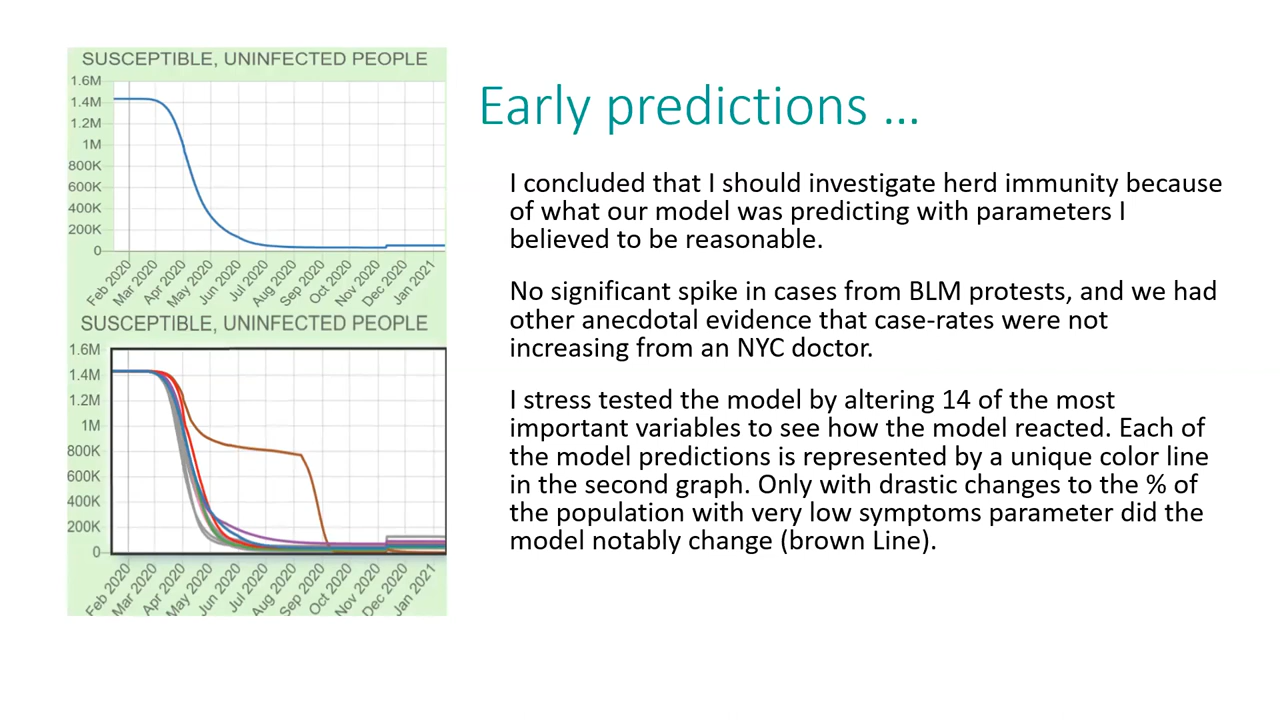 SUSCEPTIBLE, UNINFECTED PEOPLE
1.6M
1.4M
1.2M
1M
800K
600K
400K
200K
0
Feb 2020
Mar 2020
Apr 2020
May 2020
Jun 2020
Jul 2020
Aug 2020
Sep 2020
Oct 2020
Nov 2020
Dec 2020
Jan 2021
SUSCEPTIBLE, UNINFECTED PEOPLE
1.6M
1.4M
1.2M
1M
800K
600K
400K
200K
0
Feb 2020
Mar 2020
Apr 2020
May 2020
Jun 2020
Jul 2020
Aug 2020
Sep 2020
Oct 2020
Nov 2020
Dec 2020
Jan 2021
Early predictions ...
I concluded that I should investigate herd immunity because
of what our model was predicting with parameters I
believed to be reasonable.
No significant spike in cases from BLM protests, and we had
other anecdotal evidence that case-rates were not
increasing from an NYC doctor.
I stress tested the model by altering 14 of the most
important variables to see how the model reacted. Each of
the model predictions is represented by a unique color line
in the second graph. Only with drastic changes to the % of
the population with very low symptoms parameter did the
model notably change (brown Line).